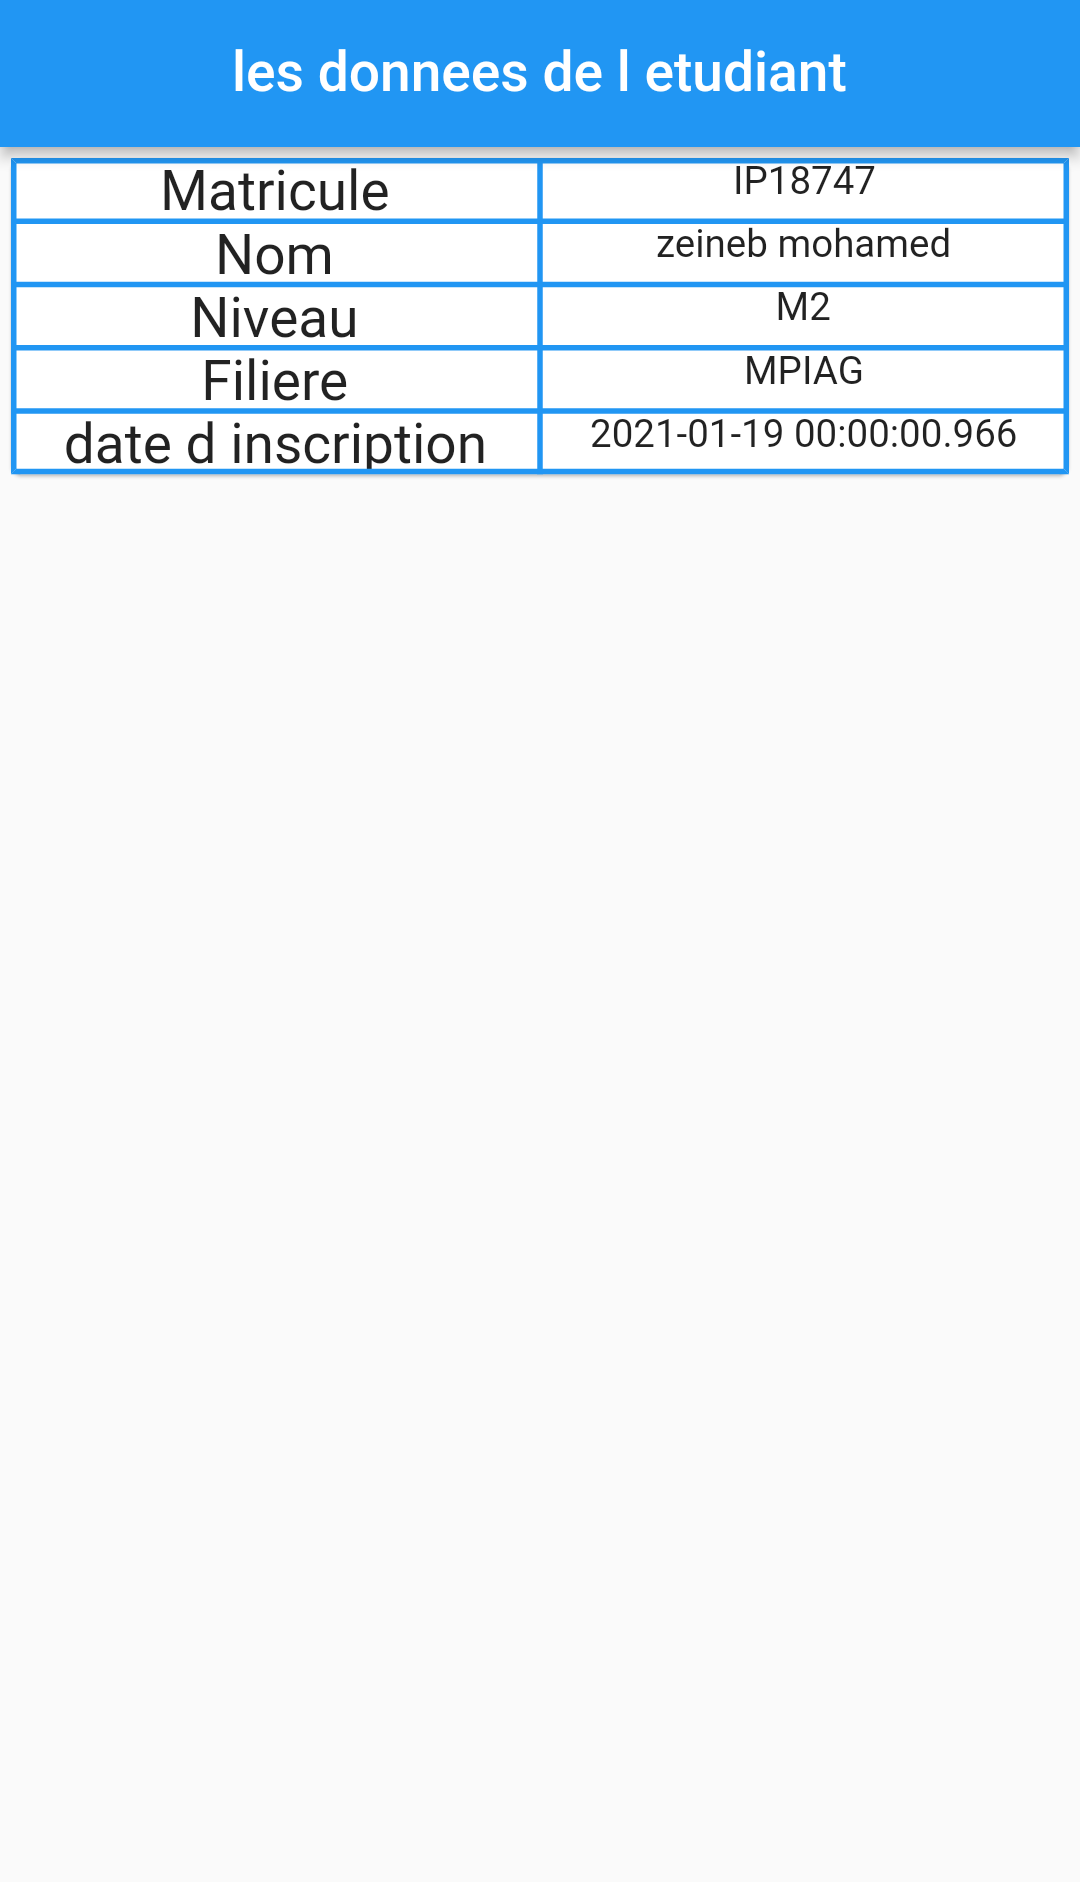 les donnees de l etudiant
Matricule IP18747
Nom zeineb mohamed
Niveau M2
Filiere MPIAG
date d inscription 2021-01-19 00:00:00.966